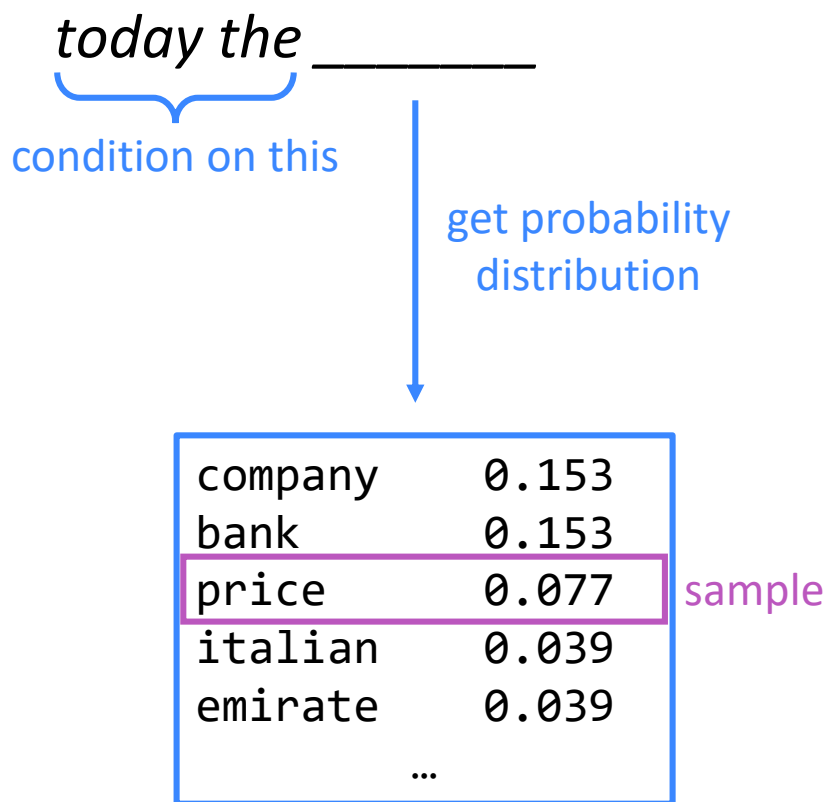 today the _______
condition on this
get probability
distribution
company 0.153
bank 0.153
price 0.077 sample
italian 0.039
emirate 0.039
…